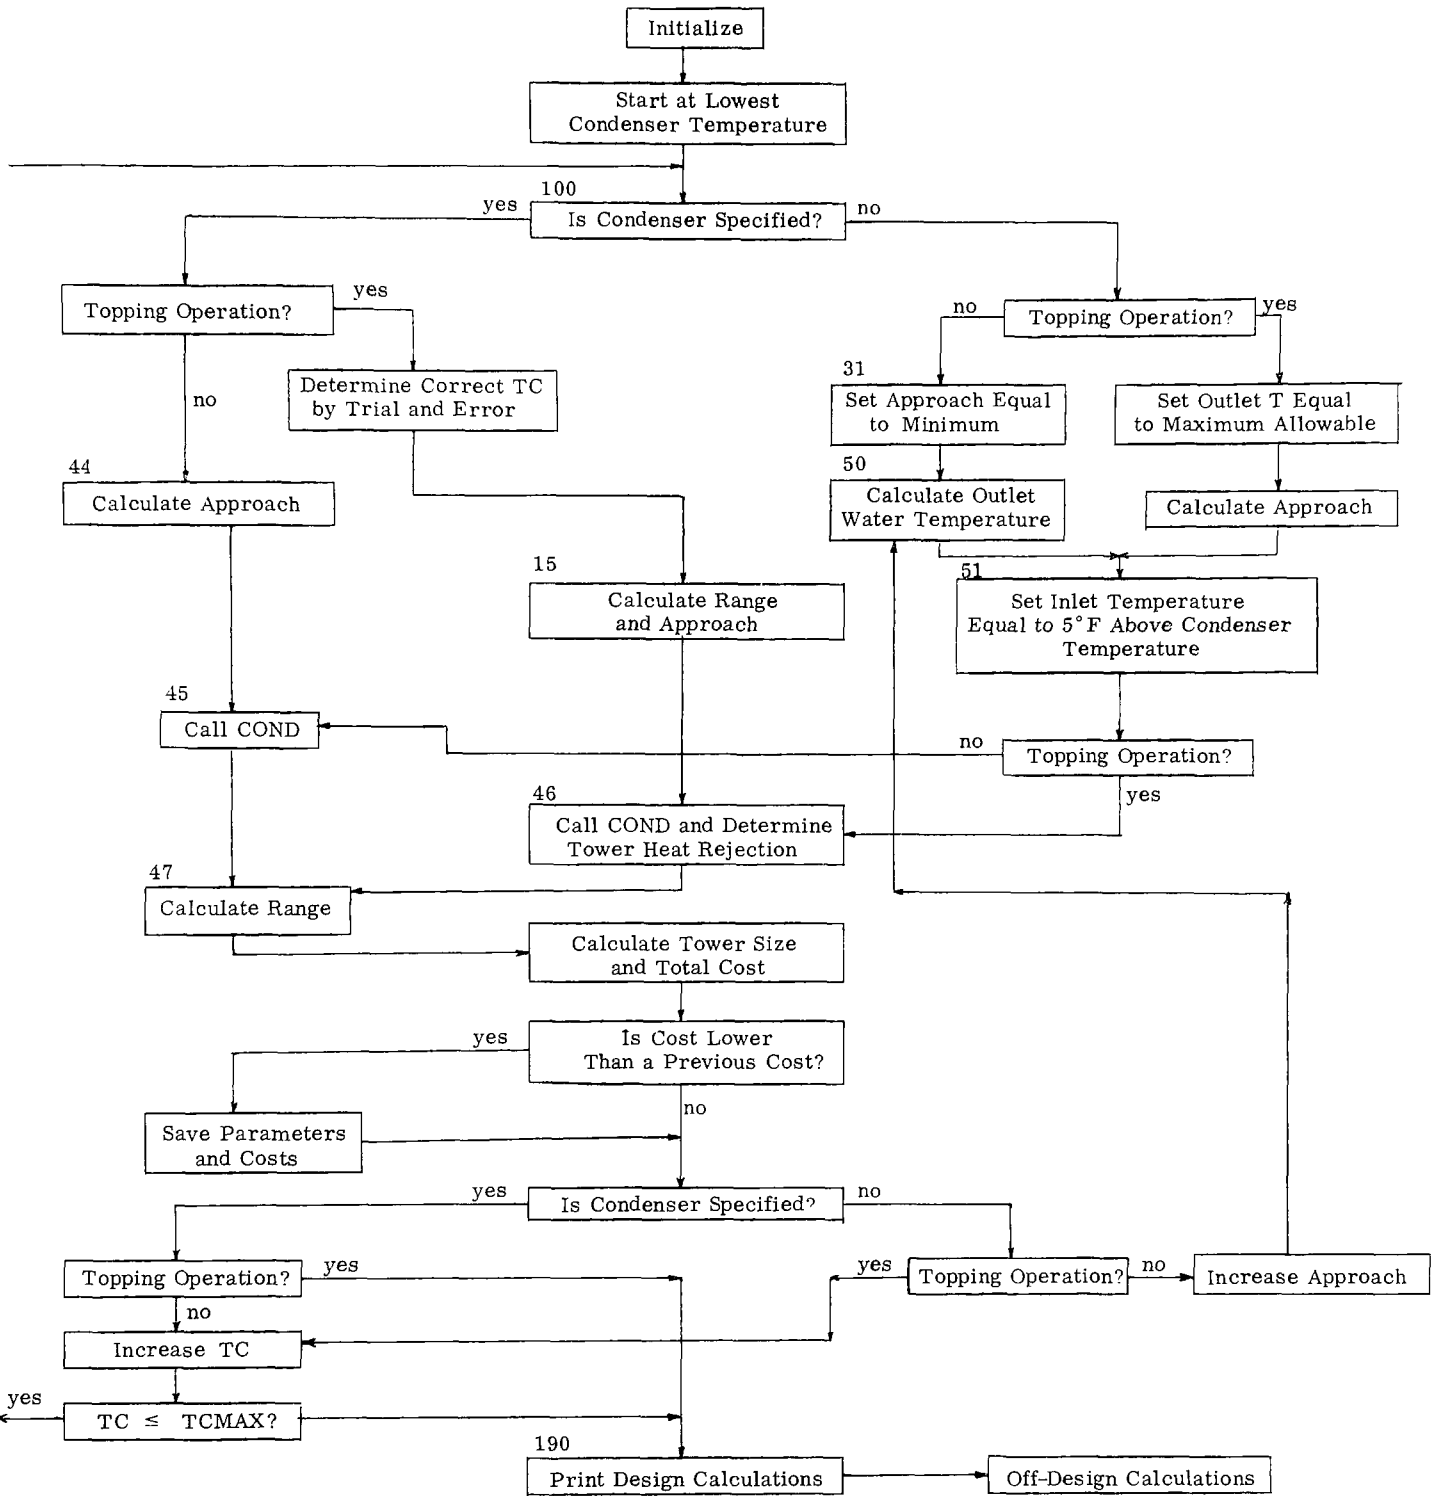 Initialize
Start at Lowest
Condenser Temperature
100
yes
Is Condenser Specified?
no
Topping Operation?
yes
no
Topping Operation?
yes
31
Determine Correct TC
by Trial and Error
no
Set Approach Equal
to Minimum
Set Outlet T Equal
to Maximum Allowable
44
Calculate Approach
50
Calculate Outlet
Water Temperature
Calculate Approach
15
Calculate Range
and Approach
51
Set Inlet Temperature
Equal to 5°F Above Condenser
Temperature
45
Call COND
no
Topping Operation?
yes
46
Call COND and Determine
Tower Heat Rejection
47
Calculate Range
Calculate Tower Size
and Total Cost
yes
Is Cost Lower
Than a Previous Cost?
no
Save Parameters
and Costs
yes
Is Condenser Specified?
no
Topping Operation?
yes
yes
Topping Operation?
no
Increase Approach
no
Increase TC
yes
TC ≤ TCMAX?
190
Print Design Calculations
Off-Design Calculations